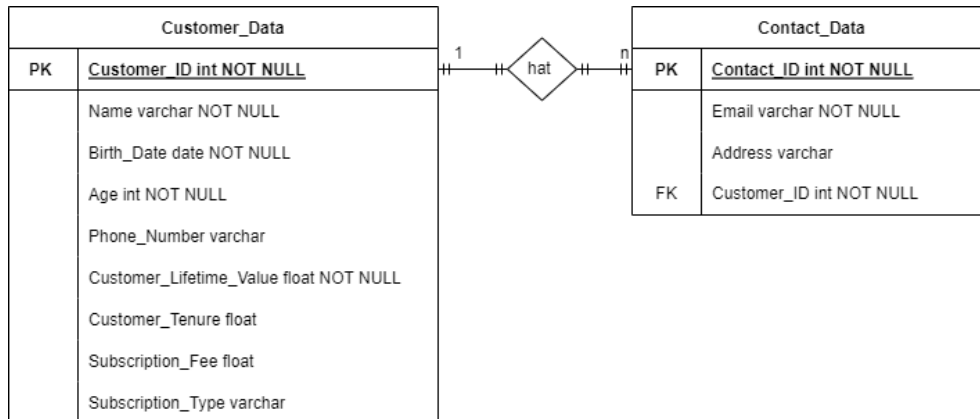 Customer_Data
PK Customer_ID int NOT NULL
Name varchar NOT NULL
Birth_Date date NOT NULL
Age int NOT NULL
Phone_Number varchar
Customer_Lifetime_Value float NOT NULL
Customer_Tenure float
Subscription_Fee float
Subscription_Type varchar
1
hat
n
Contact_Data
PK Contact_ID int NOT NULL
Email varchar NOT NULL
Address varchar
FK Customer_ID int NOT NULL